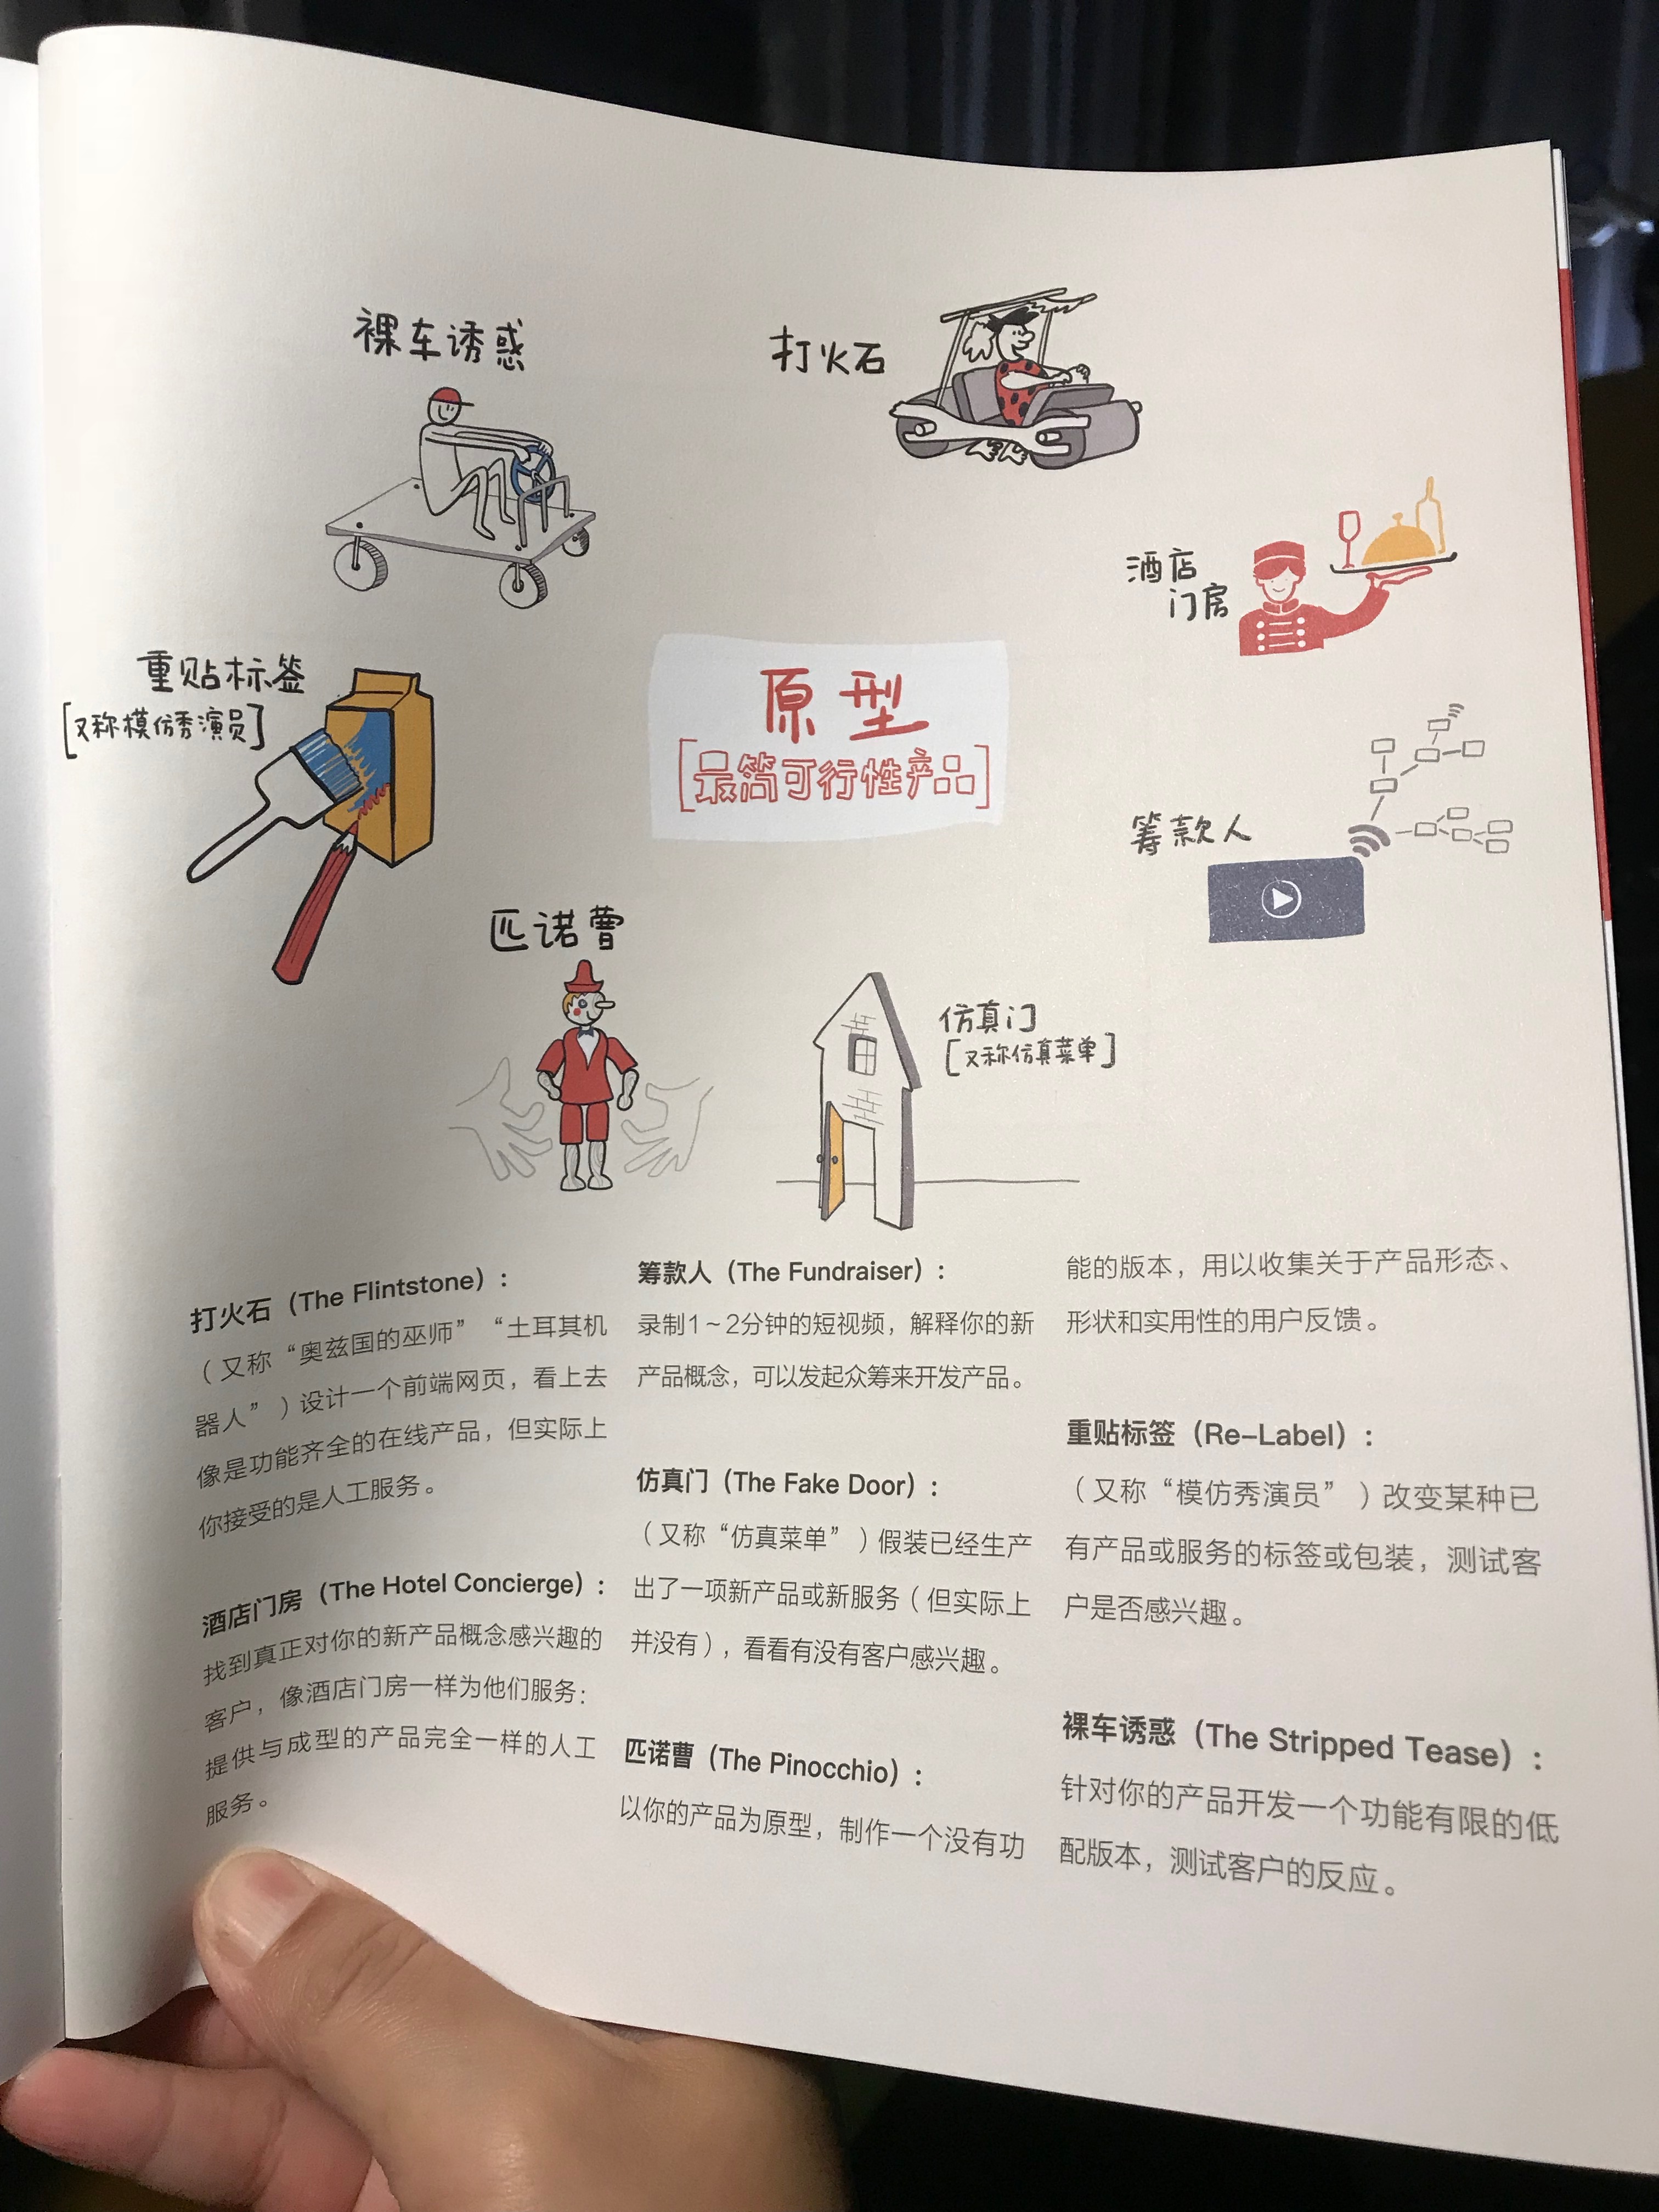 裸车诱惑
打火石
酒店
门房
重贴标签
[又称模仿秀演员]
原型
[最简可行性产品]
筹款人
匹诺曹
仿真门
[又称仿真菜单]
打火石（The Flintstone）：
（又称“奥兹国的巫师”“土耳其机
器人”）设计一个前端网页，看上去
像是功能齐全的在线产品，但实际上
你接受的是人工服务。
酒店门房（The Hotel Concierge）：
找到真正对你的新产品概念感兴趣的
客户，像酒店门房一样为他们服务：
提供与成型的产品完全一样的人工
服务。
筹款人（The Fundraiser）：
录制1~2分钟的短视频，解释你的新
产品概念，可以发起众筹来开发产品。
仿真门（The Fake Door）：
（又称“仿真菜单”）假装已经生产
出了一项新产品或新服务（但实际上
并没有），看看有没有客户感兴趣。
匹诺曹（The Pinocchio）：
以你的产品为原型，制作一个没有功
能的版本，用以收集关于产品形态、
形状和实用性的用户反馈。
重贴标签（Re-Label）：
（又称“模仿秀演员”）改变某种已
有产品或服务的标签或包装，测试客
户是否感兴趣。
裸车诱惑（The Stripped Tease）：
针对你的产品开发一个功能有限的低
配版本，测试客户的反应。